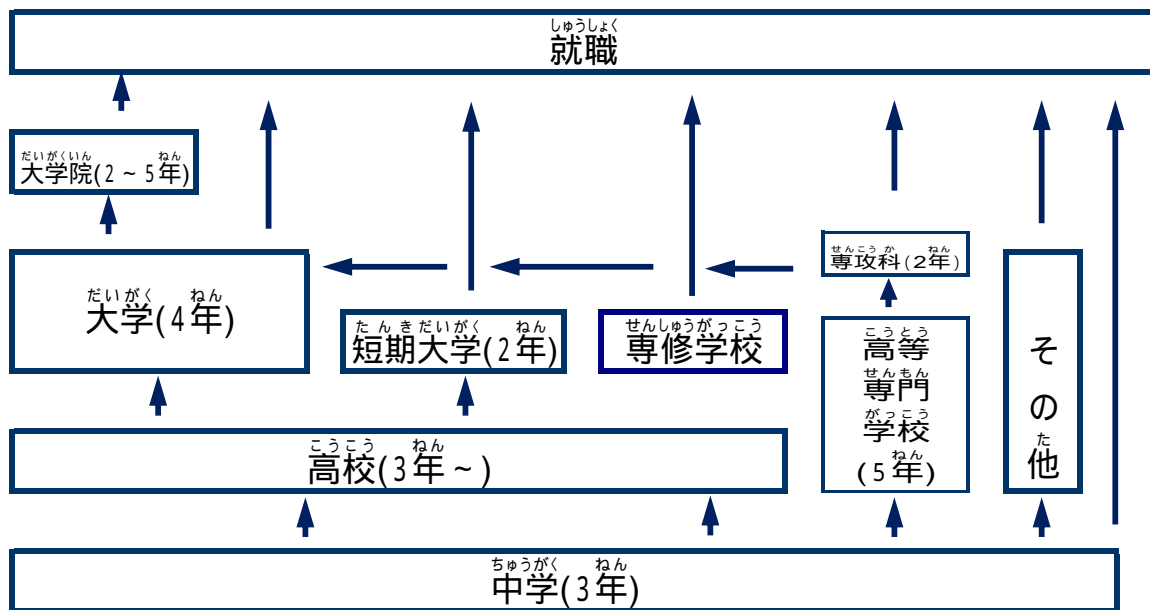 しゅうしょく
就職
だいがくいん ねん
大学院(2～5年)
せんこうか ねん
専攻科(2年)
だいがく ねん
大学(4年)
たんきだいがく ねん
短期大学(2年)
せんしゅうがっこう
専修学校
こうとう
高等
せんもん
専門
がっこう
学校
ねん
(5年)
その他
た
こうこう ねん
高校(3年～)
ちゅうがく ねん
中学(3年)